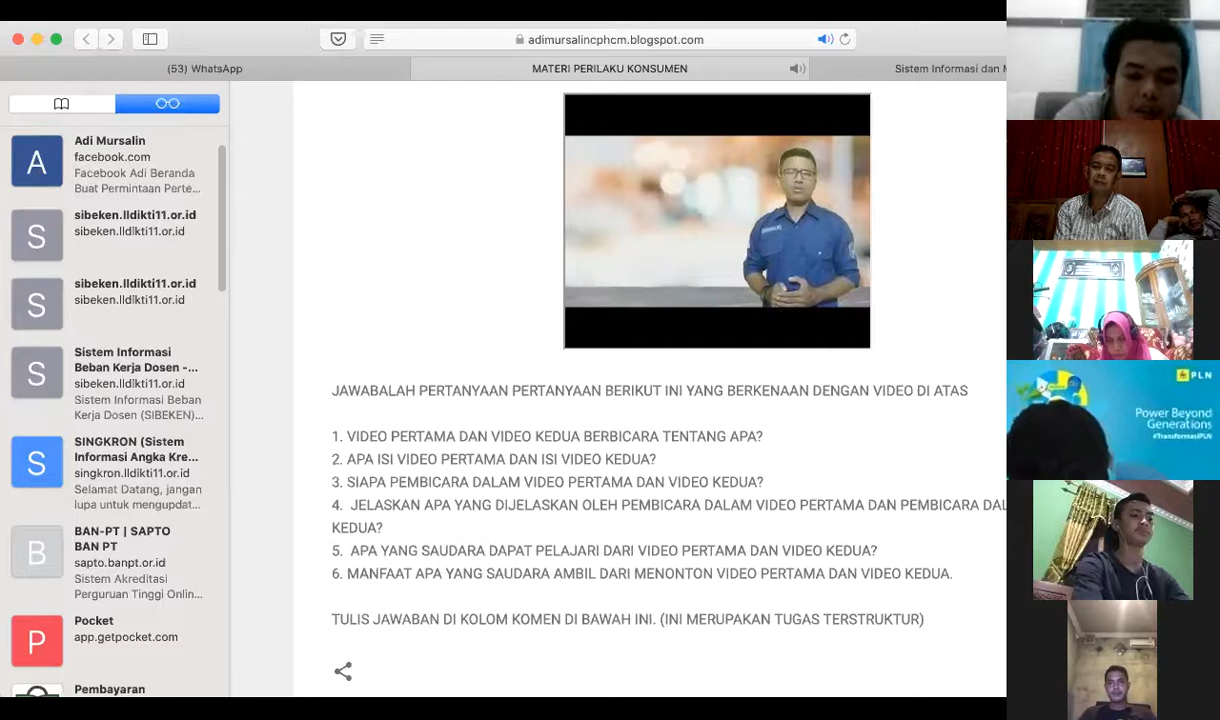 adimursalincphcm.blogspot.com
(53) WhatsApp
MATERI PERILAKU KONSUMEN
Sistem Informasi dan
Adi Mursalin
facebook.com
Facebook Adi Beranda
Buat Permintaan Perte...
S
sibeken.lldikti11.or.id
sibeken.lldikti11.or.id
S
sibeken.lldikti11.or.id
sibeken.lldikti11.or.id
S
Sistem Informasi
Beban Kerja Dosen -...
sibeken.lldikti11.or.id
Sistem Informasi Beban
Kerja Dosen (SIBEKEN)...
S
SINGKRON (Sistem
Informasi Angka Kre...
singkron.lldikti11.or.id
Selamat Datang, jangan
lupa untuk mengupdat...
B
BAN-PT | SAPTO
BAN PT
sapto.banpt.or.id
Sistem Akreditasi
Perguruan Tinggi Onlin...
P
Pocket
app.getpocket.com
Pembayaran
A
JAWABALAH PERTANYAAN PERTANYAAN BERIKUT INI YANG BERKENAAN DENGAN VIDEO DI ATAS
1. VIDEO PERTAMA DAN VIDEO KEDUA BERBICARA TENTANG APA?
2. APA ISI VIDEO PERTAMA DAN ISI VIDEO KEDUA?
3. SIAPA PEMBICARA DALAM VIDEO PERTAMA DAN VIDEO KEDUA?
4. JELASKAN APA YANG DIJELASKAN OLEH PEMBICARA DALAM VIDEO PERTAMA DAN PEMBICARA DAL
KEDUA?
5. APA YANG SAUDARA DAPAT PELAJARI DARI VIDEO PERTAMA DAN VIDEO KEDUA?
6. MANFAAT APA YANG SAUDARA AMBIL DARI MENONTON VIDEO PERTAMA DAN VIDEO KEDUA.
TULIS JAWABAN DI KOLOM KOMEN DI BAWAH INI. (INI MERUPAKAN TUGAS TERSTRUKTUR)
PLN
Power Beyond
Generations
#TransformasiPLN